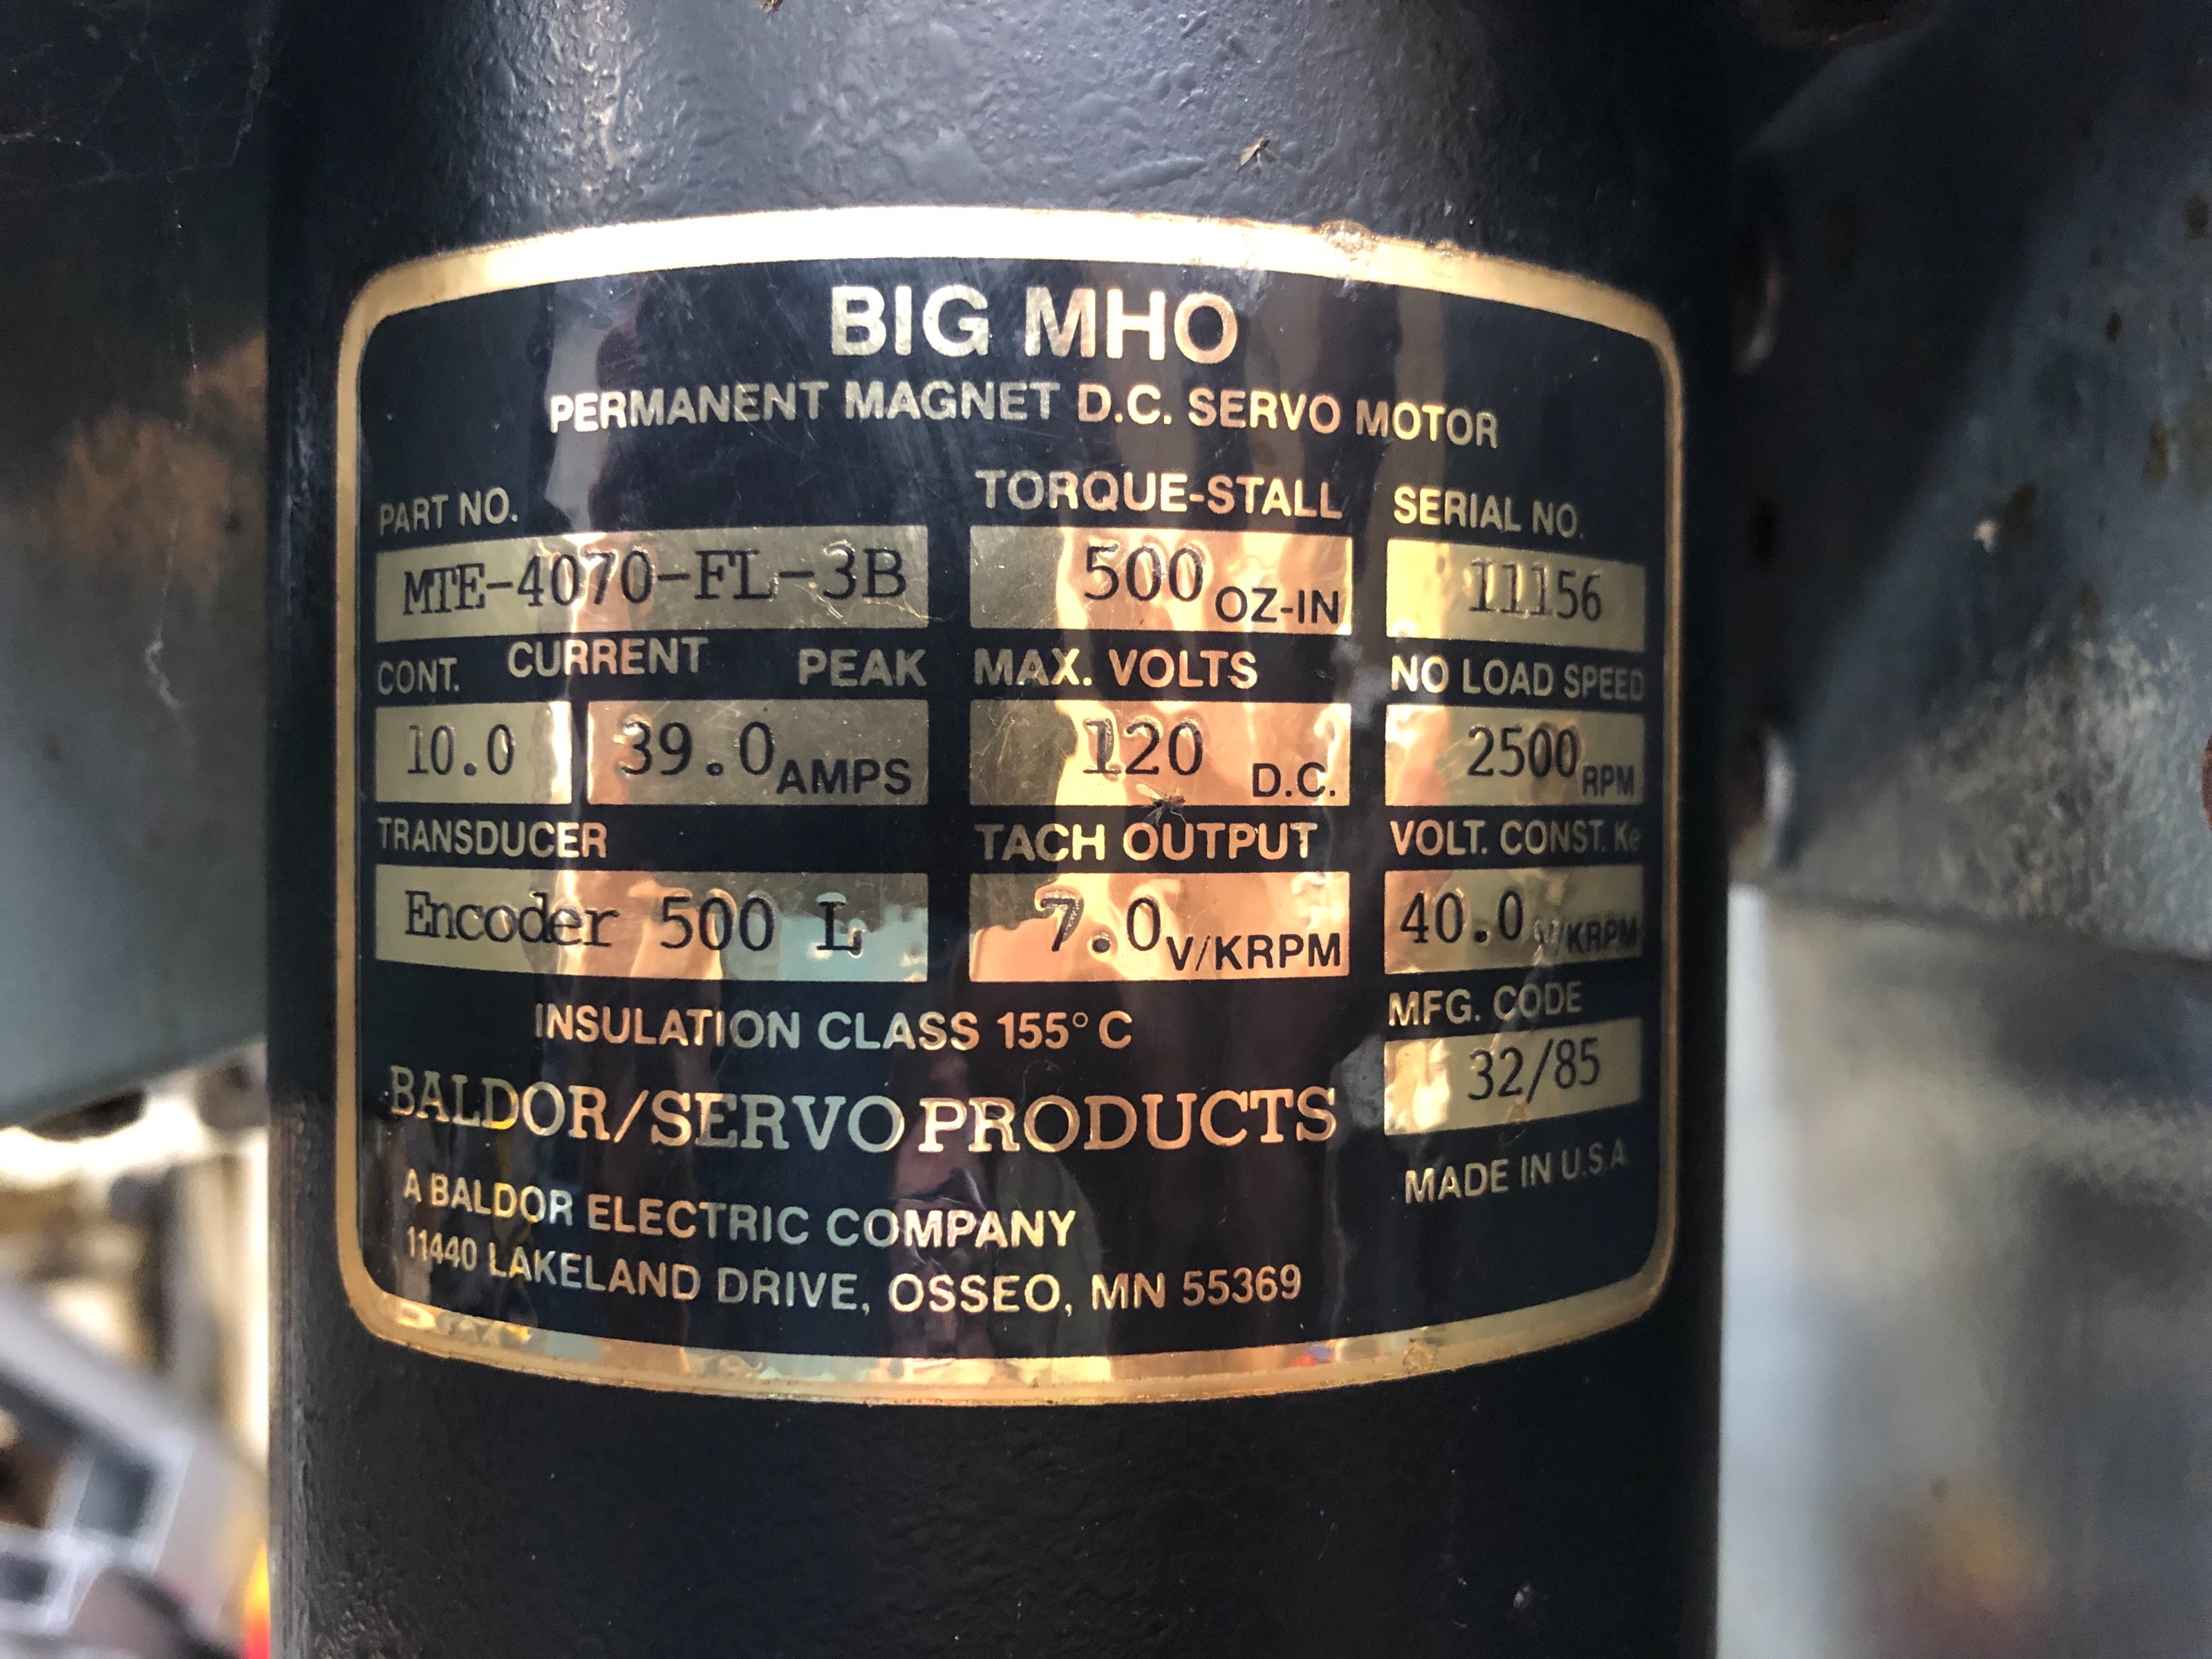 BIG MHO
PERMANENT MAGNET D.C. SERVO MOTOR
PART NO. TORQUE-STALL SERIAL NO.
MTE-4070-FL-3B 500 OZ-IN 11156
CONT. CURRENT PEAK MAX. VOLTS NO LOAD SPEED
10.0 39.0 AMPS 120 D.C. 2500 RPM
TRANSDUCER TACH OUTPUT VOLT. CONST. Ke
Encoder 500 L 7.0 V/KRPM 40.0 V/KRPM
INSULATION CLASS 155° C MFG. CODE
32/85
BALDOR/SERVO PRODUCTS
MADE IN U.S.A.
A BALDOR ELECTRIC COMPANY
11440 LAKELAND DRIVE, OSSEO, MN 55369